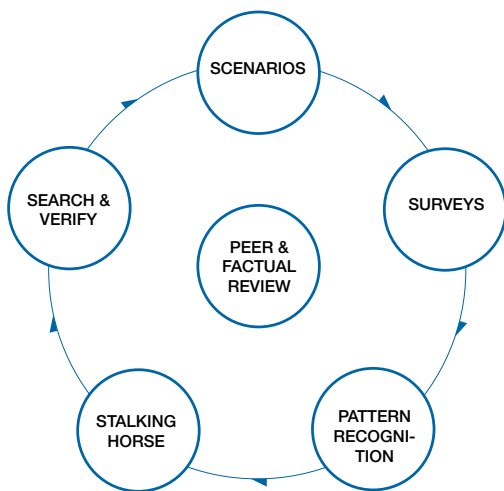 SCENARIOS
SURVEYS
PATTERN
RECOGNI-
TION
STALKING
HORSE
SEARCH &
VERIFY
PEER &
FACTUAL
REVIEW